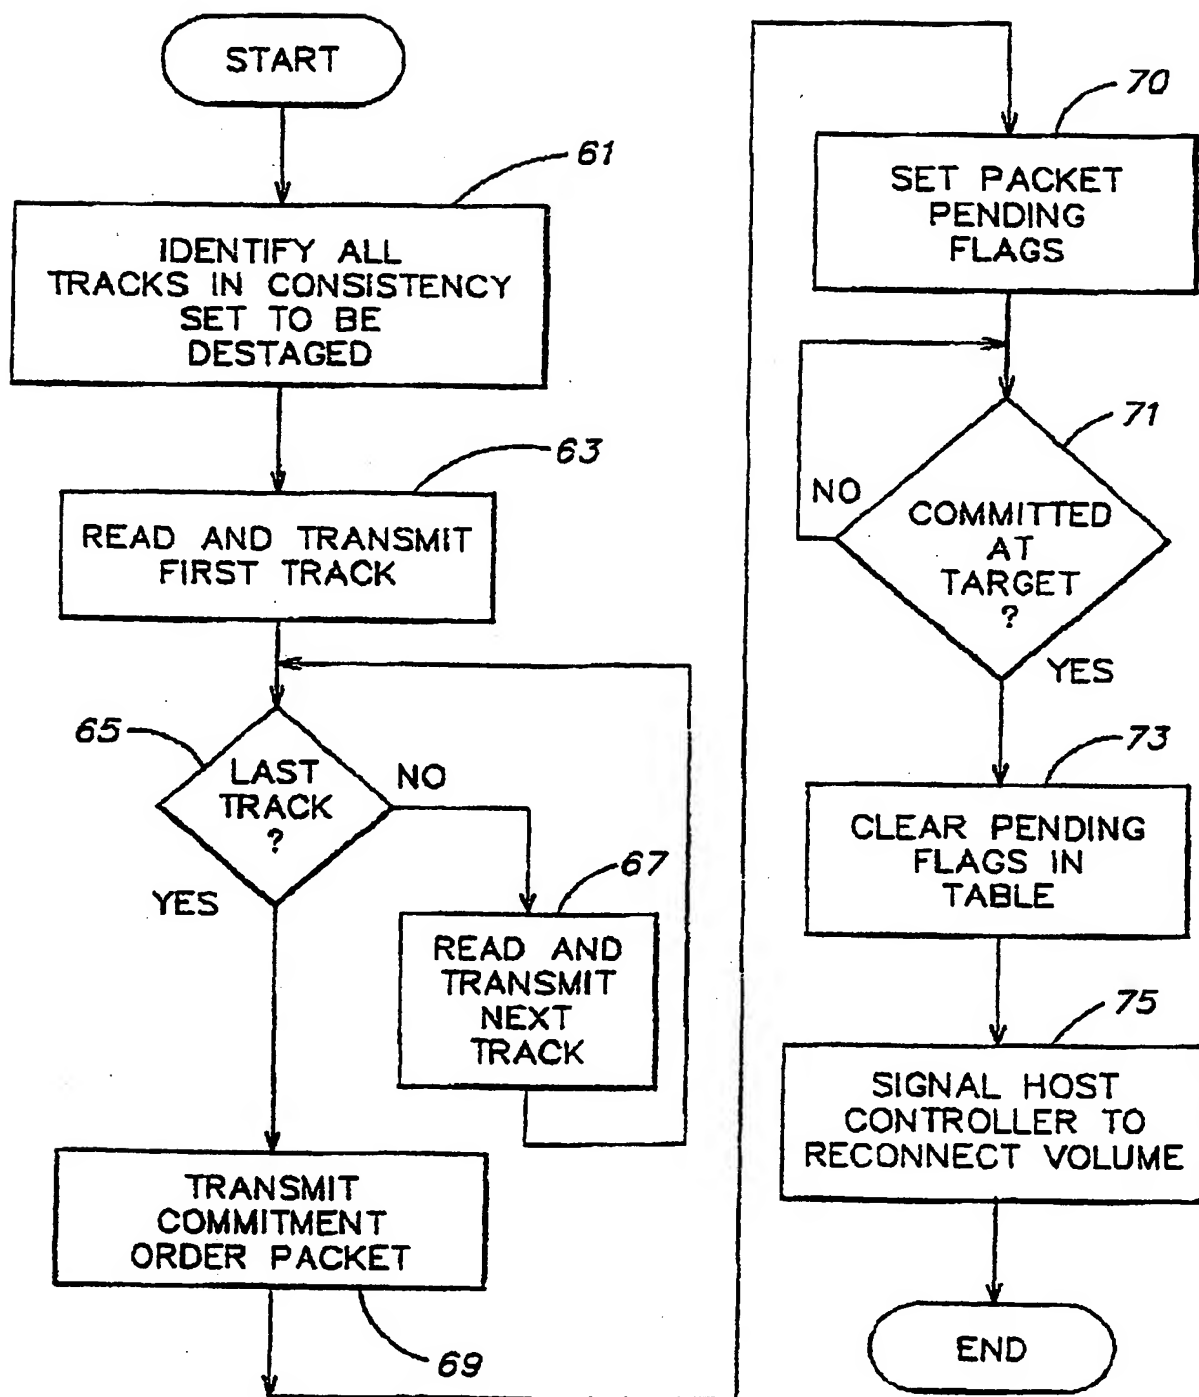 START
61
IDENTIFY ALL
TRACKS IN CONSISTENCY
SET TO BE
DESTAGED
63
READ AND TRANSMIT
FIRST TRACK
65
LAST
TRACK
?
NO
YES
67
READ AND
TRANSMIT
NEXT
TRACK
TRANSMIT
COMMITMENT
ORDER PACKET
69
70
SET PACKET
PENDING
FLAGS
71
NO
COMMITTED
AT
TARGET
?
YES
73
CLEAR PENDING
FLAGS IN
TABLE
75
SIGNAL HOST
CONTROLLER TO
RECONNECT VOLUME
END